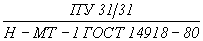 ПУ 31/31
Н – МТ – 1 ГОСТ 14918 – 80